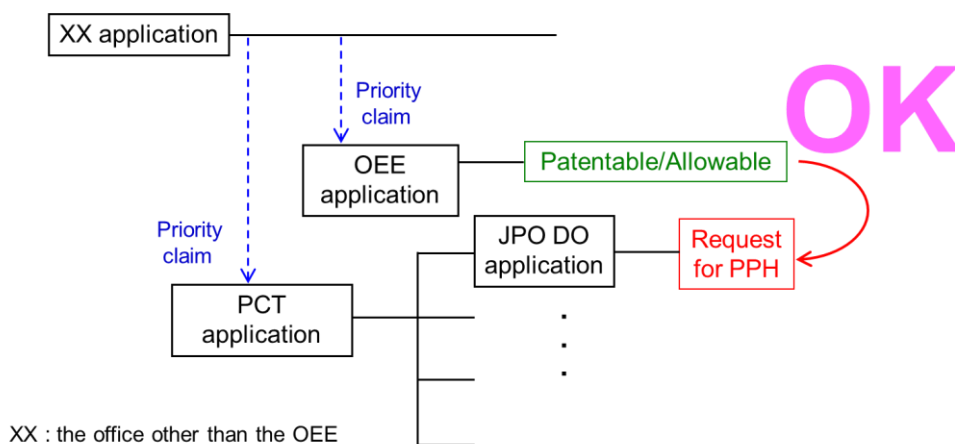 XX application
OK
Priority
claim
OEE
application
Patentable/Allowable
Priority
claim
JPO DO
application
Request
for PPH
PCT
application
XX : the office other than the OEE